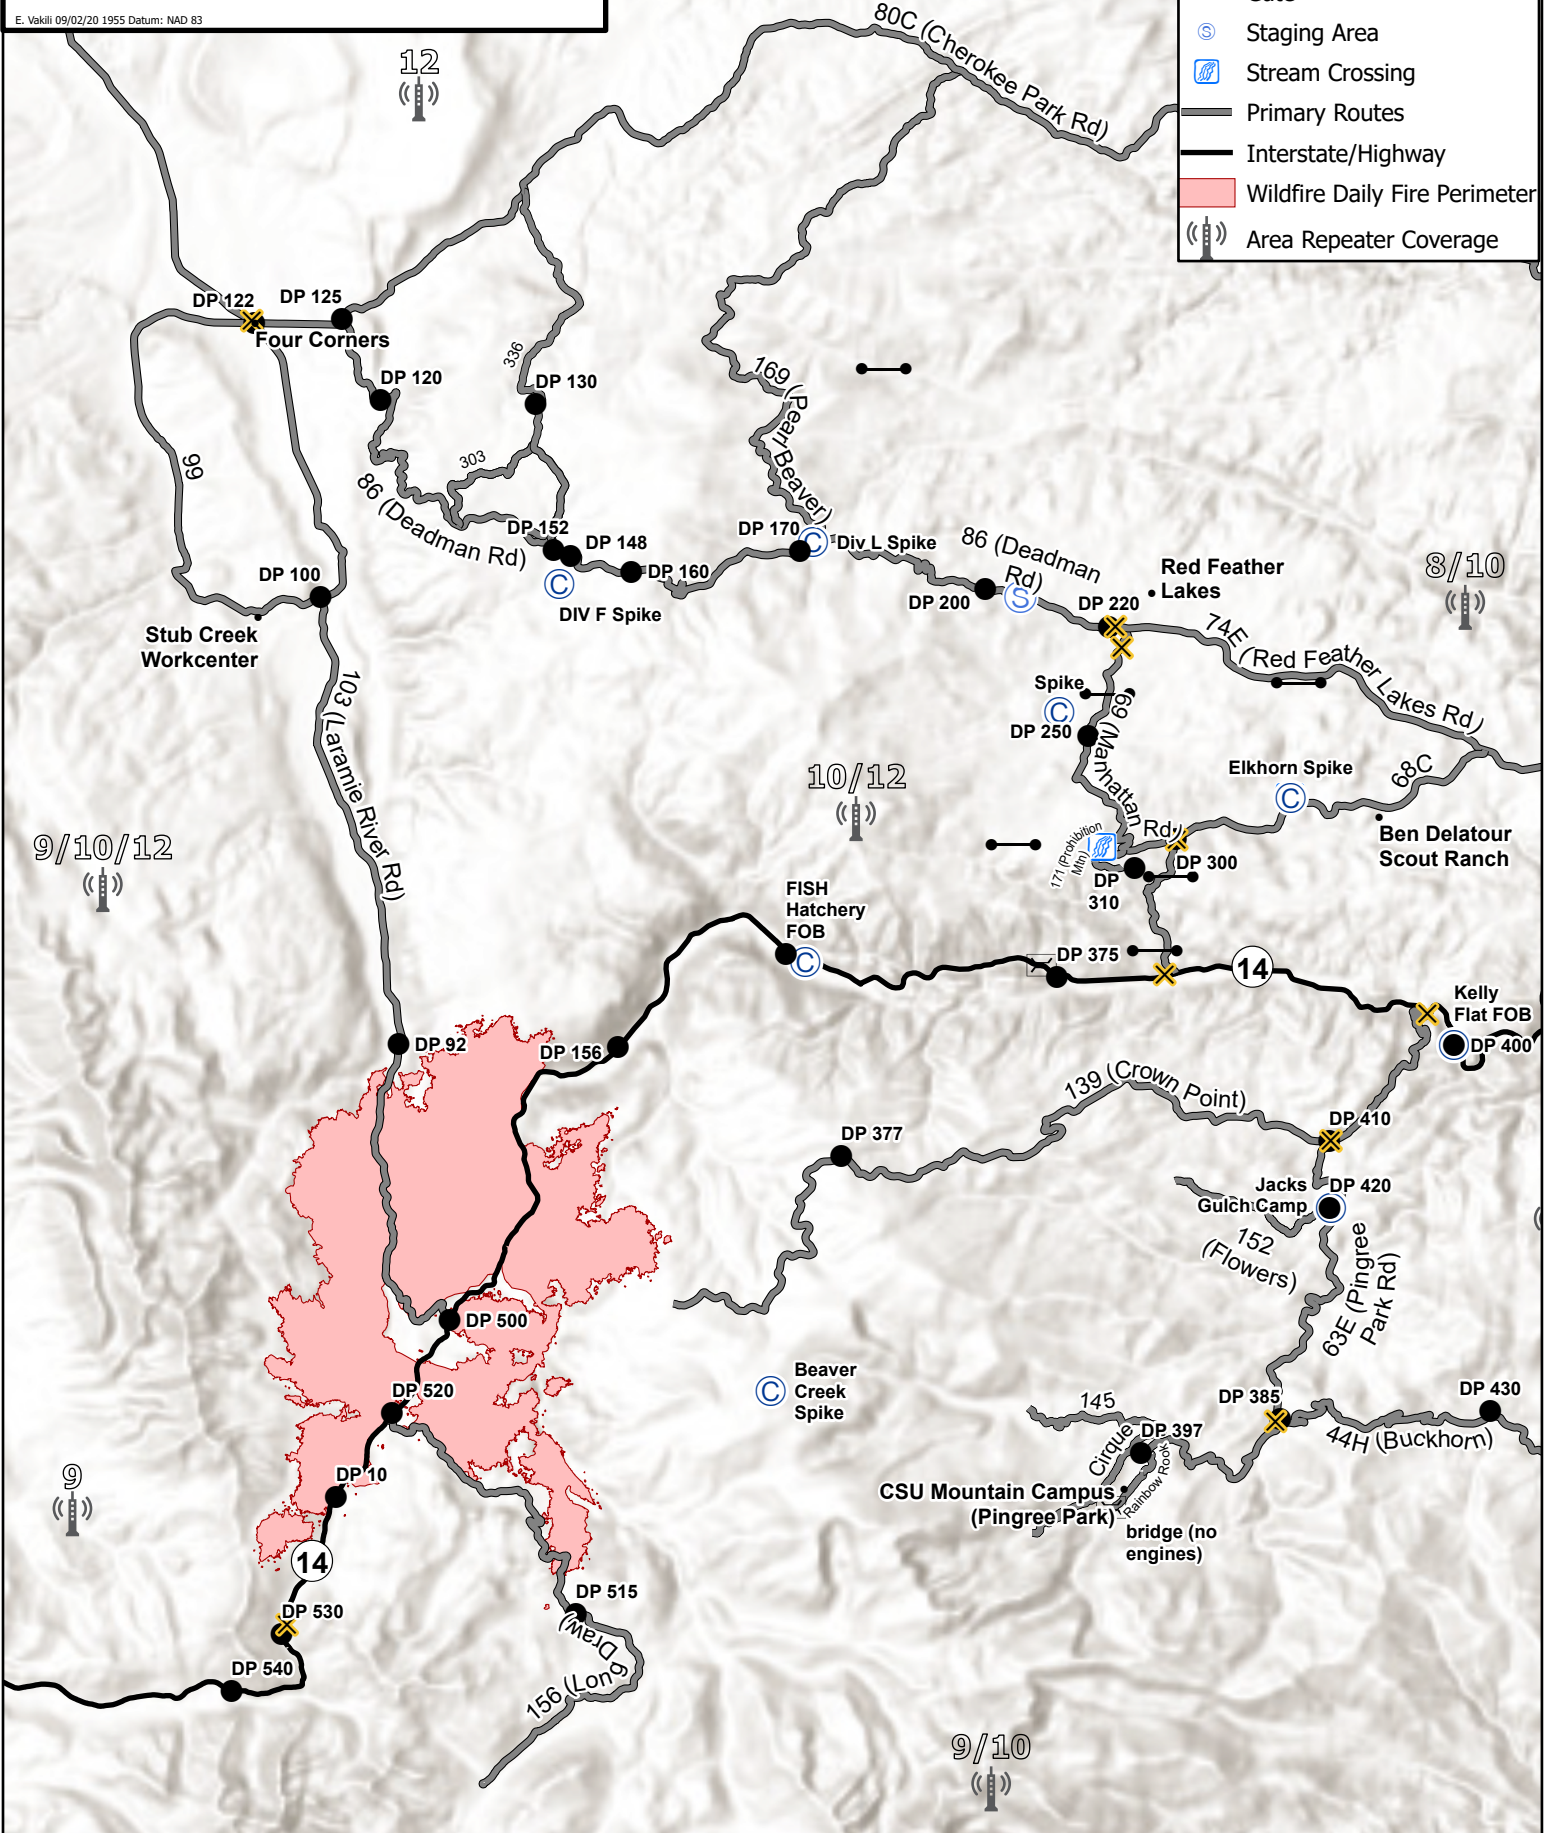 E. Vakili 09/02/20 1955 Datum: NAD 83
Staging Area
Stream Crossing
Primary Routes
Interstate/Highway
Wildfire Daily Fire Perimeter
Area Repeater Coverage
80C (Cherokee Park Rd)
12
DP 122
DP 125
Four Corners
DP 120
336
DP 130
169 (Pearl Beaver)
99
303
86 (Deadman Rd)
DP 152
DP 148
DP 160
DP 170
Div L Spike
86 (Deadman
Rd)
Red Feather
Lakes
8/10
DP 100
DIV F Spike
DP 200
DP 220
Stub Creek
Workcenter
74E (Red Feather Lakes Rd)
103 (Laramie River Rd)
Spike
DP 250
69 (Manhattan
Rd)
10/12
Elkhorn Spike
68C
9/10/12
171 (Prohibition
Mtn)
DP 300
Ben Delatour
Scout Ranch
DP
310
FISH
Hatchery
FOB
DP 375
14
Kelly
Flat FOB
DP 400
DP 92
DP 156
139 (Crown Point)
DP 410
DP 377
Jacks
Gulch Camp
DP 420
152
(Flowers)
63E (Pingree
Park Rd)
DP 500
Beaver
Creek
Spike
DP 520
DP 385
DP 430
145
44H (Buckhorn)
DP 397
Cirque
Rainbow Rook
9
DP 10
CSU Mountain Campus
(Pingree Park)
bridge (no
engines)
14
DP 515
DP 530
DP 540
156 (Long
Draw)
9/10